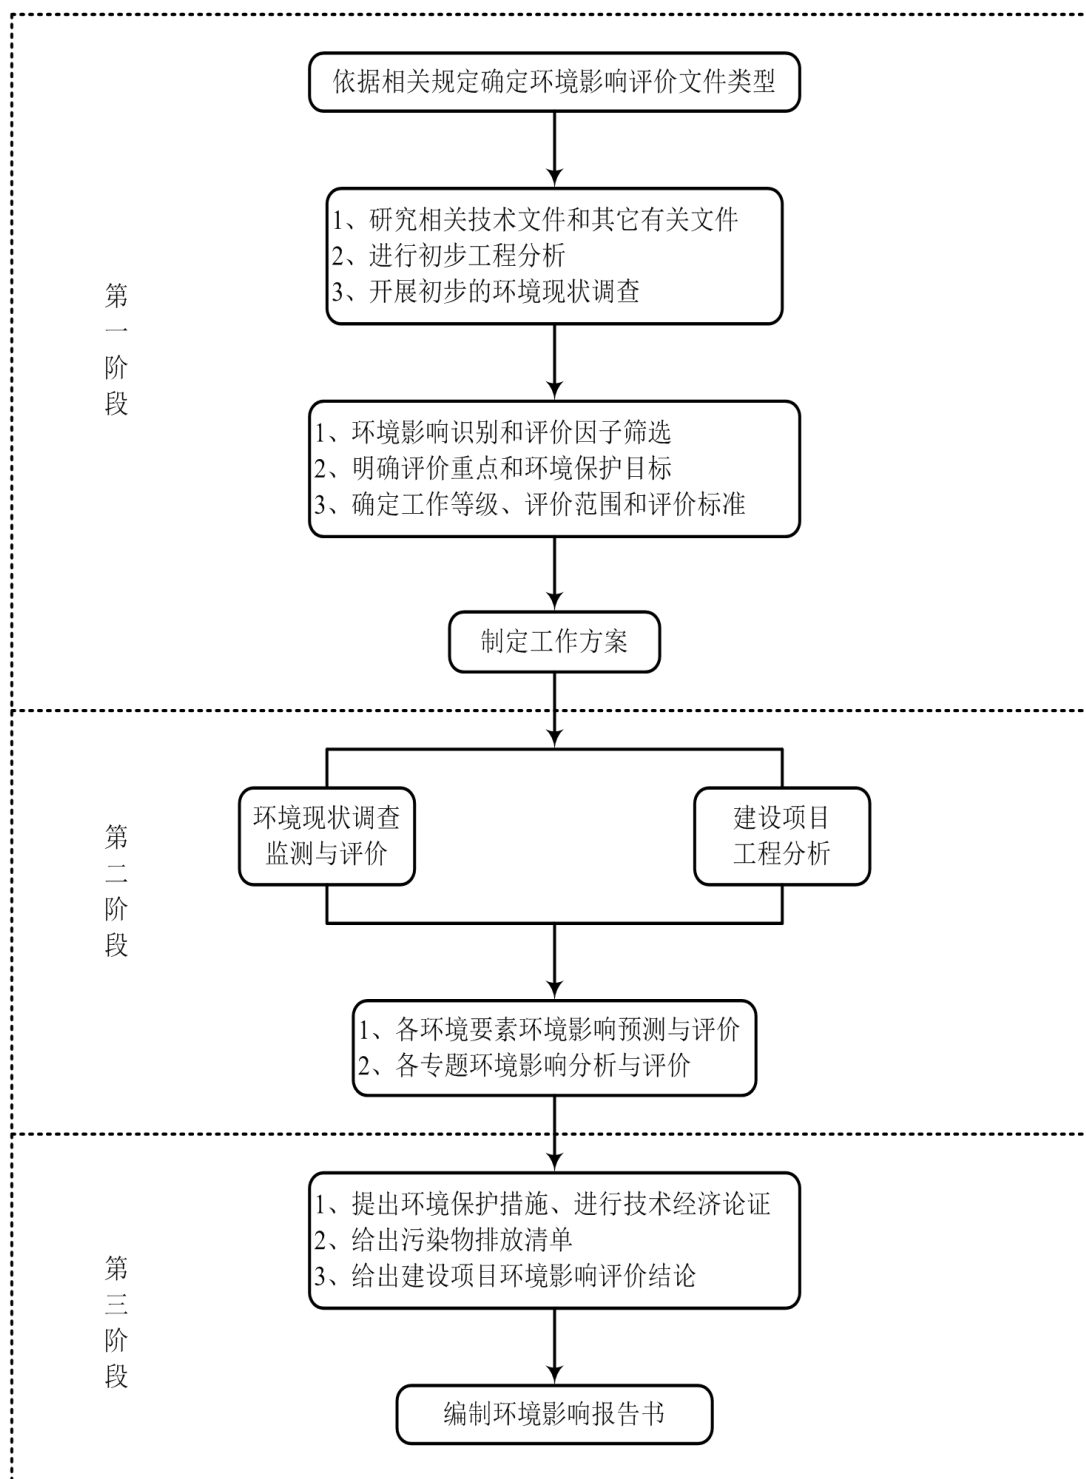 依据相关规定确定环境影响评价文件类型
1、研究相关技术文件和其它有关文件
2、进行初步工程分析
3、开展初步的环境现状调查
第
一
阶
段
1、环境影响识别和评价因子筛选
2、明确评价重点和环境保护目标
3、确定工作等级、评价范围和评价标准
制定工作方案
环境现状调查
监测与评价
建设项目
工程分析
第
二
阶
段
1、各环境要素环境影响预测与评价
2、各专题环境影响分析与评价
1、提出环境保护措施、进行技术经济论证
2、给出污染物排放清单
3、给出建设项目环境影响评价结论
第
三
阶
段
编制环境影响报告书